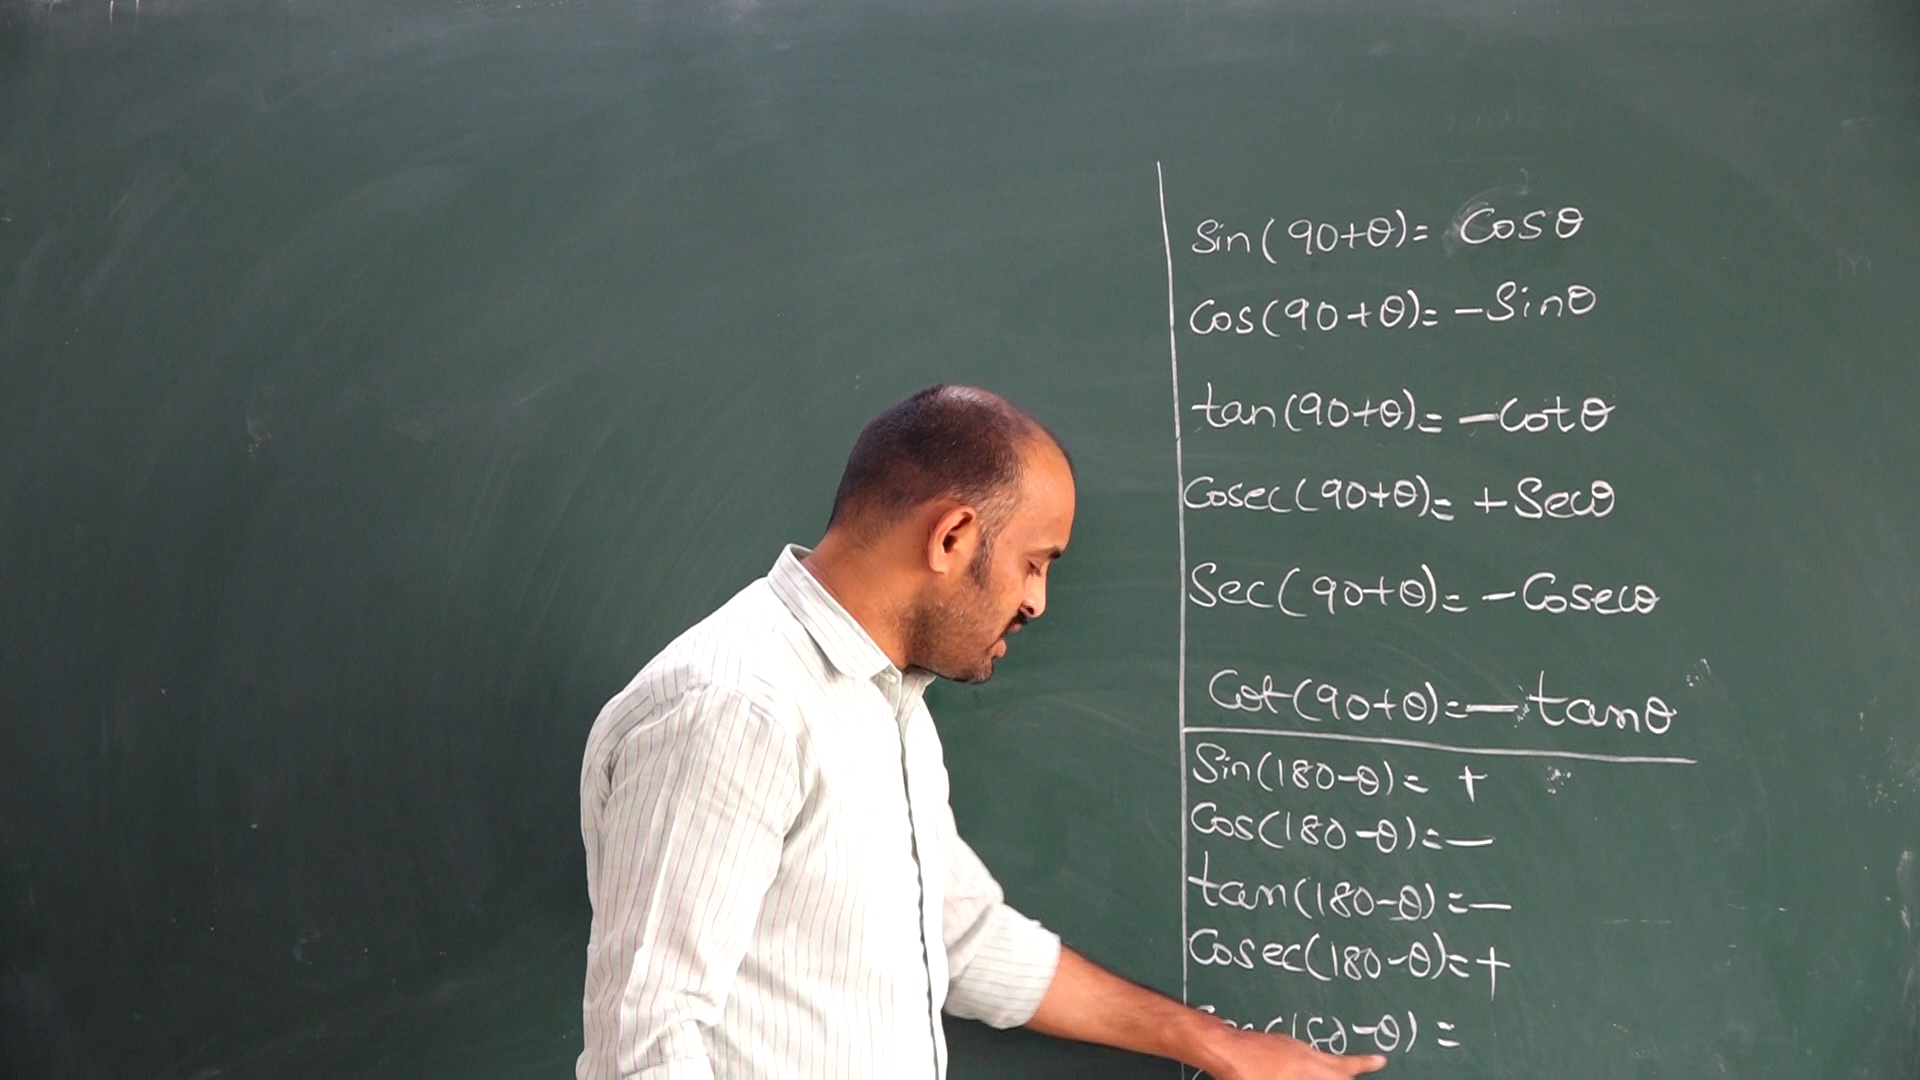 Sin(90+θ)= Cosθ
Cos(90+θ)= -Sinθ
tan(90+θ)= -Cotθ
Cosec(90+θ)= +Secθ
Sec(90+θ)= -Cosecθ
Cot(90+θ)= -tanθ
Sin(180-θ)= +
Cos(180-θ)= -
tan(180-θ)= -
Cosec(180-θ)= +
(180-θ) =